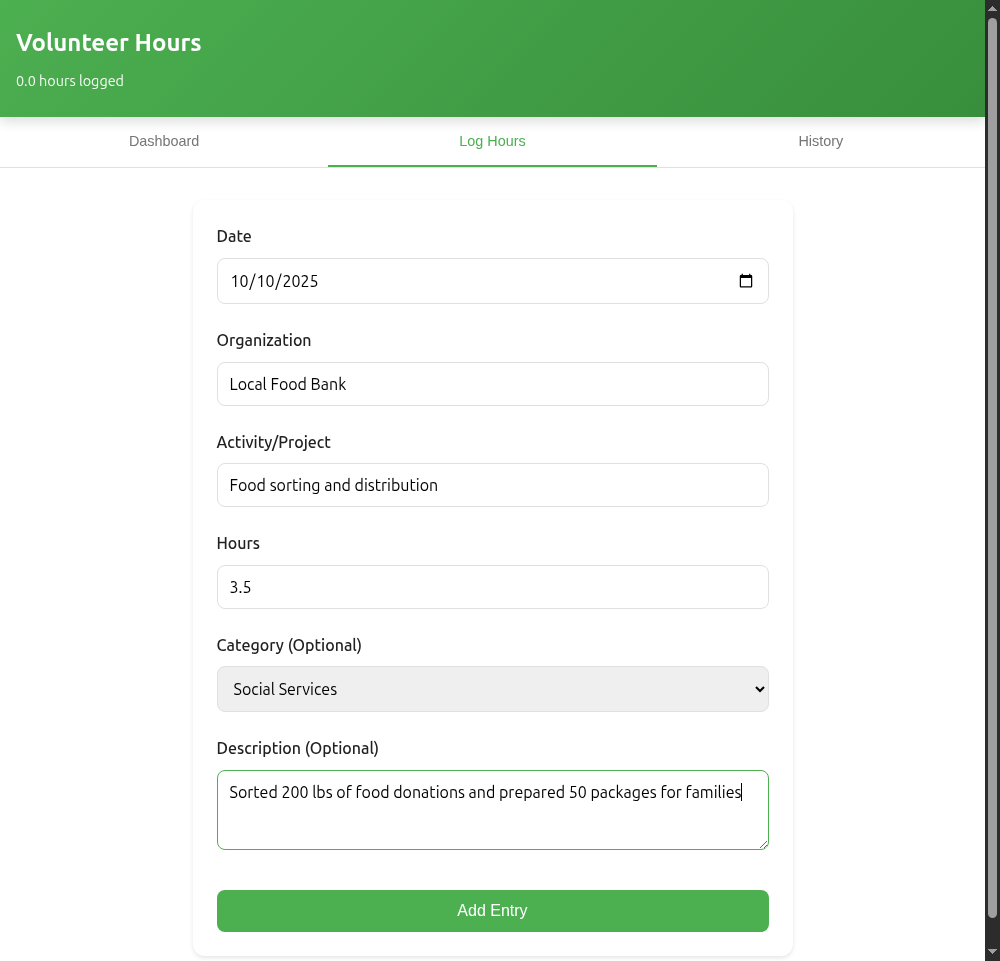 Volunteer Hours
0.0 hours logged
Dashboard
Log Hours
History
Date
10/10/2025
Organization
Local Food Bank
Activity/Project
Food sorting and distribution
Hours
3.5
Category (Optional)
Social Services
Description (Optional)
Sorted 200 lbs of food donations and prepared 50 packages for families
Add Entry